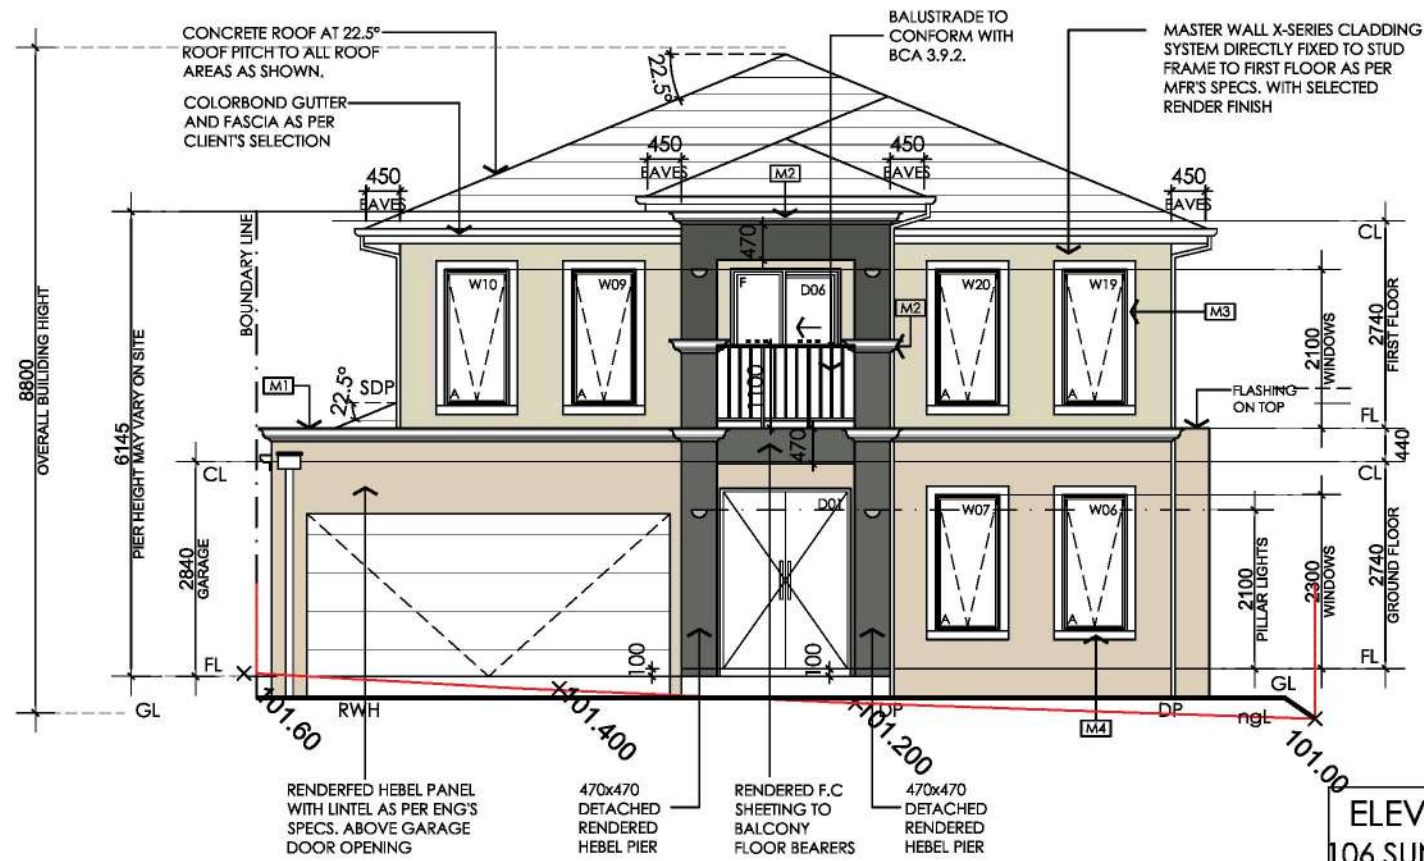 CONCRETE ROOF AT 22.5°
ROOF PITCH TO ALL ROOF
AREAS AS SHOWN.
COLORBOND GUTTER
AND FASCIA AS PER
CLIENT'S SELECTION
BALUSTRADE TO
CONFORM WITH
BCA 3.9.2.
MASTER WALL X-SERIES CLADDING
SYSTEM DIRECTLY FIXED TO STUD
FRAME TO FIRST FLOOR AS PER
MFR'S SPECS. WITH SELECTED
RENDER FINISH
22.5°
450
EAVES
450
EAVES
450
EAVES
450
EAVES
M2
BOUNDARY LINE
8800
OVERALL BUILDING HIGHT
6145
PIER HEIGHT MAY VARY ON SITE
470
W10
A
W09
A
F
D06
W20
A
W19
A
M2
M3
CL
2100
WINDOWS
2740
FIRST FLOOR
1100
M1
22.5°
SDP
FLASHING
ON TOP
FL
440
470
CL
CL
2840
GARAGE
D01
W07
A
W06
A
2100
PILLAR LIGHTS
2300
WINDOWS
2740
GROUND FLOOR
100
100
FL
FL
GL
GL
RWH
DP
DP
ngL
M4
101.60
101.400
101.200
101.00
RENDERFED HEBEL PANEL
WITH LINTEL AS PER ENG'S
SPECS. ABOVE GARAGE
DOOR OPENING
470x470
DETACHED
RENDERED
HEBEL PIER
RENDERED F.C
SHEETING TO
BALCONY
FLOOR BEARERS
470x470
DETACHED
RENDERED
HEBEL PIER